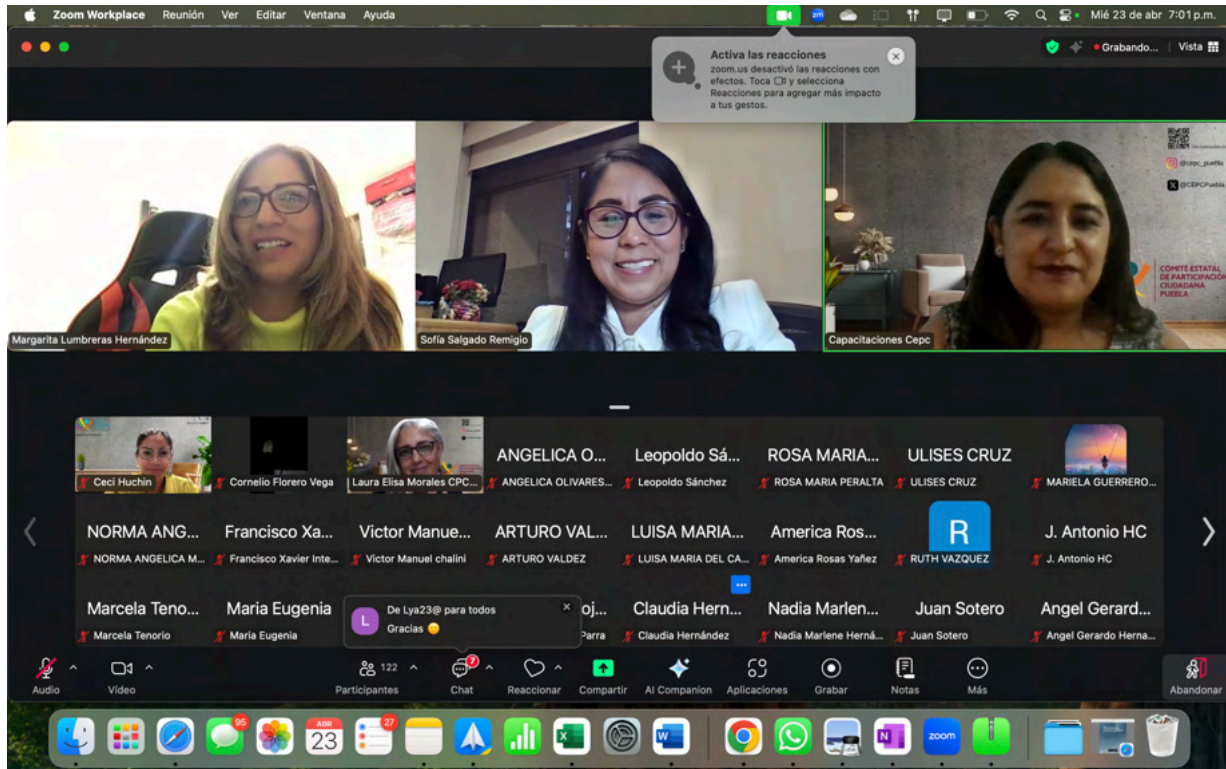 Zoom Workplace Reunión Ver Editar Ventana Ayuda zm Mié 23 de abr 7:01 p.m.
Activa las reacciones
zoom.us desactivó las reacciones con
efectos. Toca y selecciona
Reacciones para agregar más impacto
a tus gestos.
Grabando... Vista
@cepc_puebla
@CEPCPuebla
COMITÉ ESTATAL
DE PARTICIPACIÓN
CIUDADANA
PUEBLA
Margarita Lumbreras Hernández
Sofía Salgado Remigio
Capacitaciones Cepc
ANGELICA O... Leopoldo Sá... ROSA MARIA... ULISES CRUZ
Ceci Huchin Cornelio Florero Vega Laura Elisa Morales CPC... ANGELICA OLIVARES... Leopoldo Sánchez ROSA MARIA PERALTA ULISES CRUZ MARIELA GUERRERO...
NORMA ANG... Francisco Xa... Victor Manue... ARTURO VAL... LUISA MARIA... America Ros... R J. Antonio HC
NORMA ANGELICA M... Francisco Xavier Inte... Victor Manuel chalini ARTURO VALDEZ LUISA MARIA DEL CA... America Rosas Yañez RUTH VAZQUEZ J. Antonio HC
Marcela Teno... Maria Eugenia oj... Claudia Hern... Nadia Marlen... Juan Sotero Angel Gerard...
L De Lya23@ para todos
Gracias 😁
Marcela Tenorio Maria Eugenia Parra Claudia Hernández Nadia Marlene Herná... Juan Sotero Angel Gerardo Herna...
122 7
Audio Vídeo Participantes Chat Reaccionar Compartir AI Companion Aplicaciones Grabar Notas Más Abandonar
95 ABR 23 27 X W N zoom